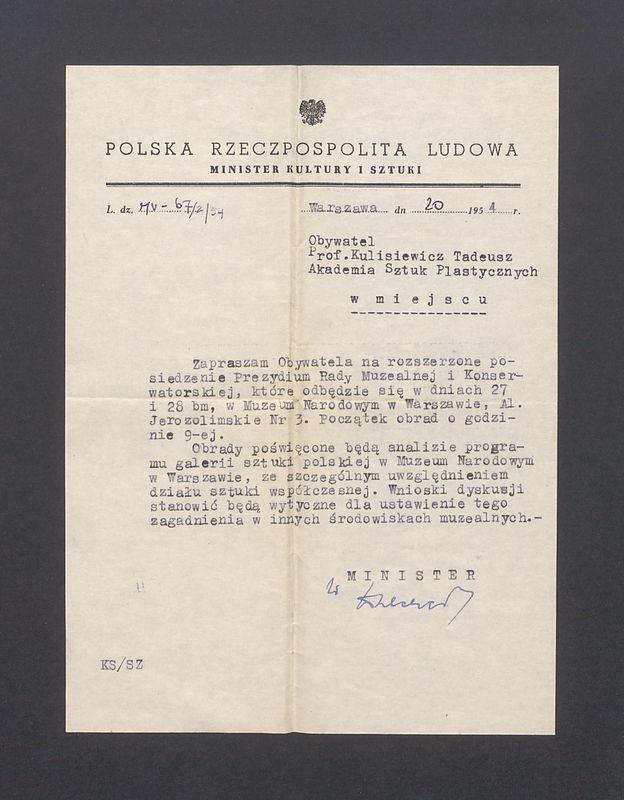 POLSKA RZECZPOSPOLITA LUDOWA
MINISTER KULTURY I SZTUKI
L. dz. MV - 67/2/54
Warszawa dn 20 1954 r.
Obywatel
Prof.Kulisiewicz Tadeusz
Akademia Sztuk Plastycznych
w miejscu
Zapraszam Obywatela na rozszerzone po-
siedzenie Prezydium Rady Muzealnej i Konser-
watorskiej, które odbędzie się w dniach 27
i 28 bm, w Muzeum Narodowym w Warszawie, Al.
Jerozolimskie Nr 3. Początek obrad o godzi-
nie 9-ej.
Obrady poświęcone będą analizie progra-
mu galerii sztuki polskiej w Muzeum Narodowym
w Warszawie, ze szczególnym uwzględnieniem
działu sztuki współczesnej. Wnioski dyskusji
stanowić będą wytyczne dla ustawienie tego
zagadnienia w innych środowiskach muzealnych.-
MINISTER
KS/SZ